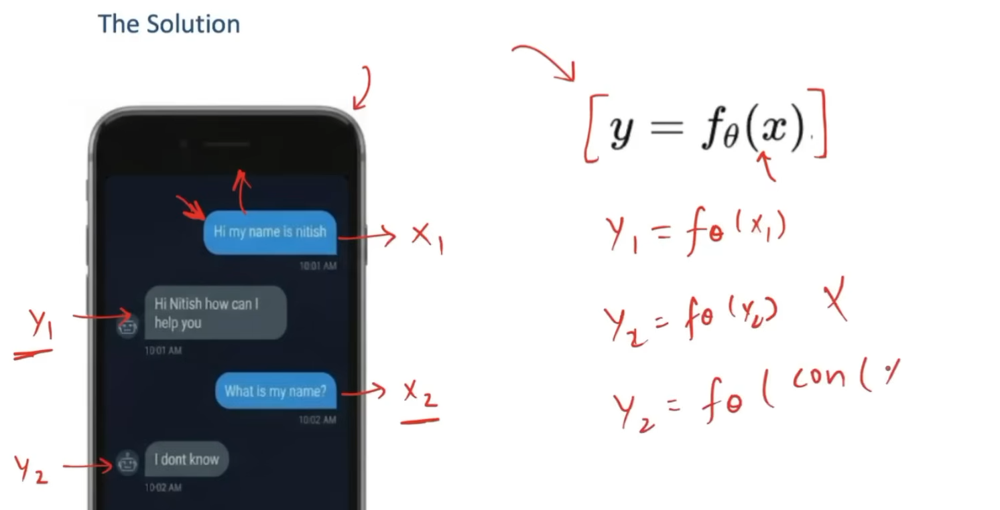 The Solution
y = fθ(x).
Hi my name is nitish
x₁
10:01 AM
y₁ = fθ(x₁)
Hi Nitish how can I
help you
y₁
10:01 AM
y₂ = fθ(x₂) X
What is my name?
x₂
10:02 AM
y₂ = fθ( con(
y₂
I dont know
10:02 AM